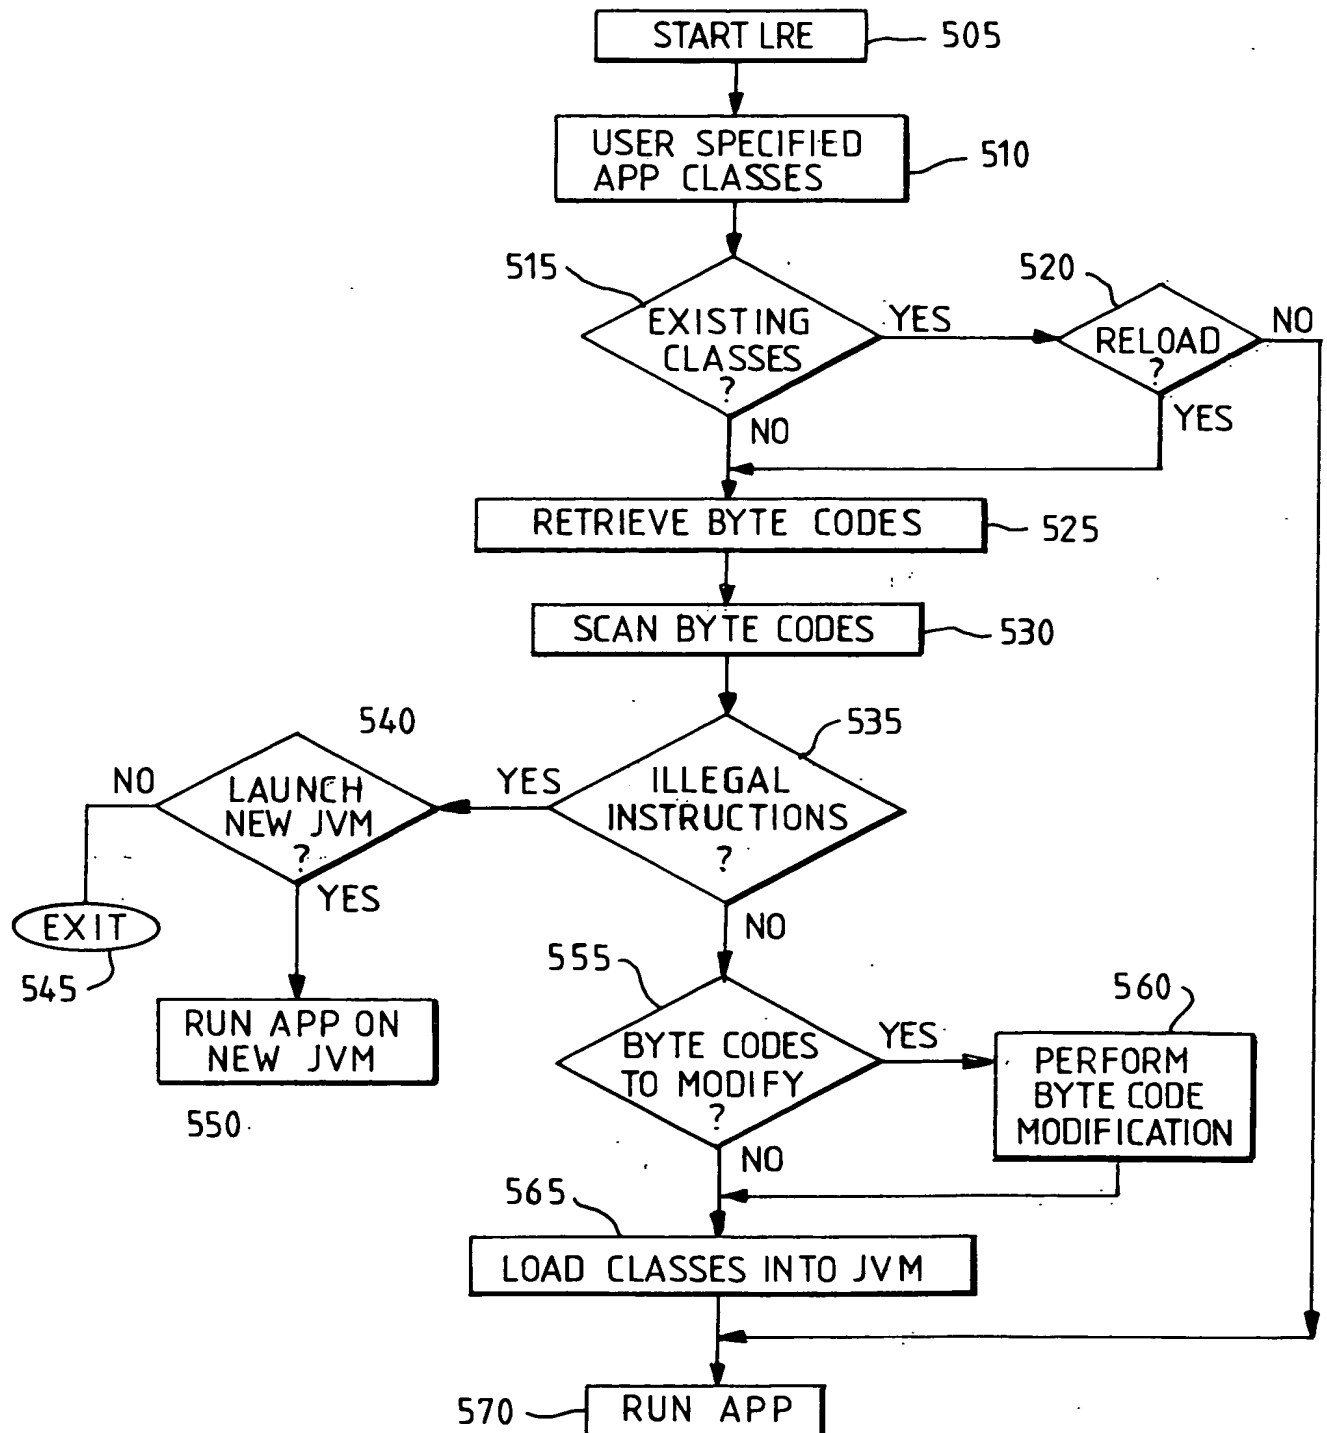 START LRE
505
USER SPECIFIED
APP CLASSES
510
515
EXISTING
CLASSES
?
YES
520
RELOAD
?
NO
YES
NO
RETRIEVE BYTE CODES
525
SCAN BYTE CODES
530
540
535
NO
LAUNCH
NEW JVM
?
YES
ILLEGAL
INSTRUCTIONS
?
YES
NO
EXIT
545
RUN APP ON
NEW JVM
550
555
BYTE CODES
TO MODIFY
?
YES
560
PERFORM
BYTE CODE
MODIFICATION
NO
565
LOAD CLASSES INTO JVM
570
RUN APP